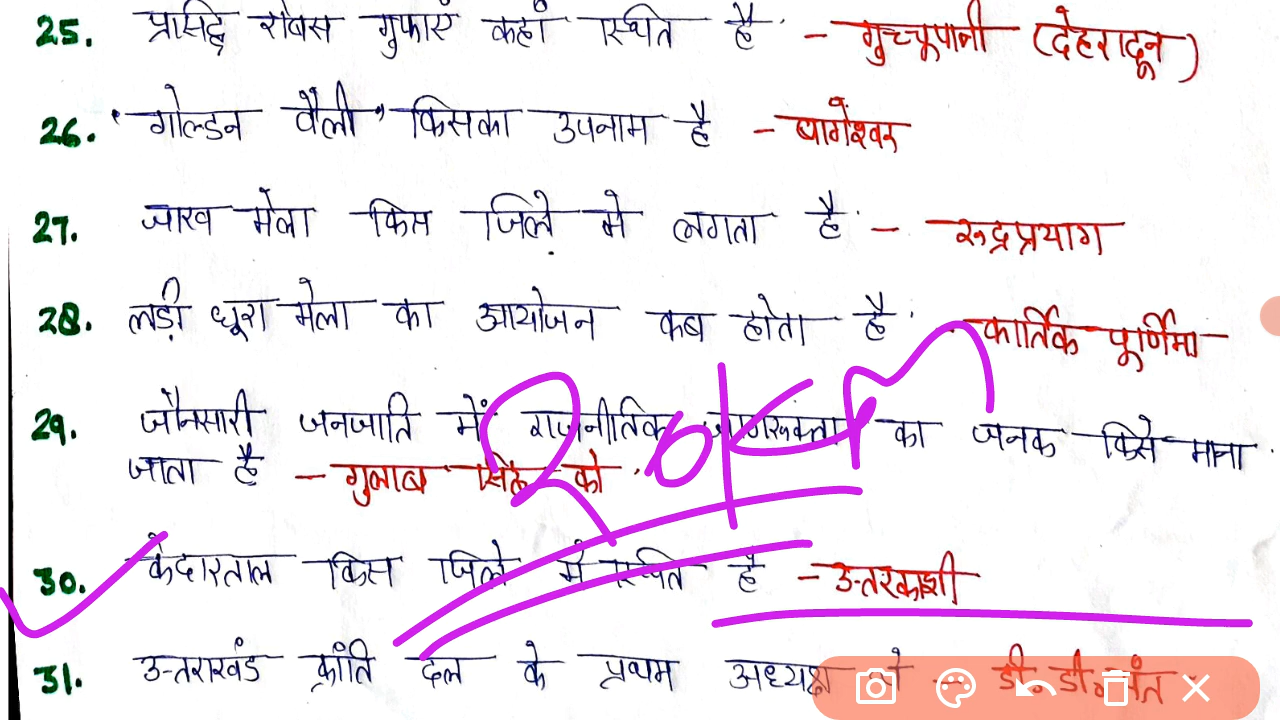 25. प्रसिद्ध रोबर्स गुफाएं कहां स्थित है - गुच्चूपानी (देहरादून)
26. "गोल्डन वैली" किसका उपनाम है - बागेश्वर
27. जाख मेला किस जिले मे लगता है - रुद्रप्रयाग
28. लड़ी धूरा मेला का आयोजन कब होता है - कार्तिक पूर्णिमा
29. जौनसारी जनजाति में राजनीतिक जागरूकता का जनक किसे माना
जाता है - गुलाब सिंह को
30. केदारताल किस जिले मे स्थित है - उत्तरकाशी
31. उत्तराखंड क्रांति दल के प्रथम अध्यक्ष थे - डी. डी. पंत